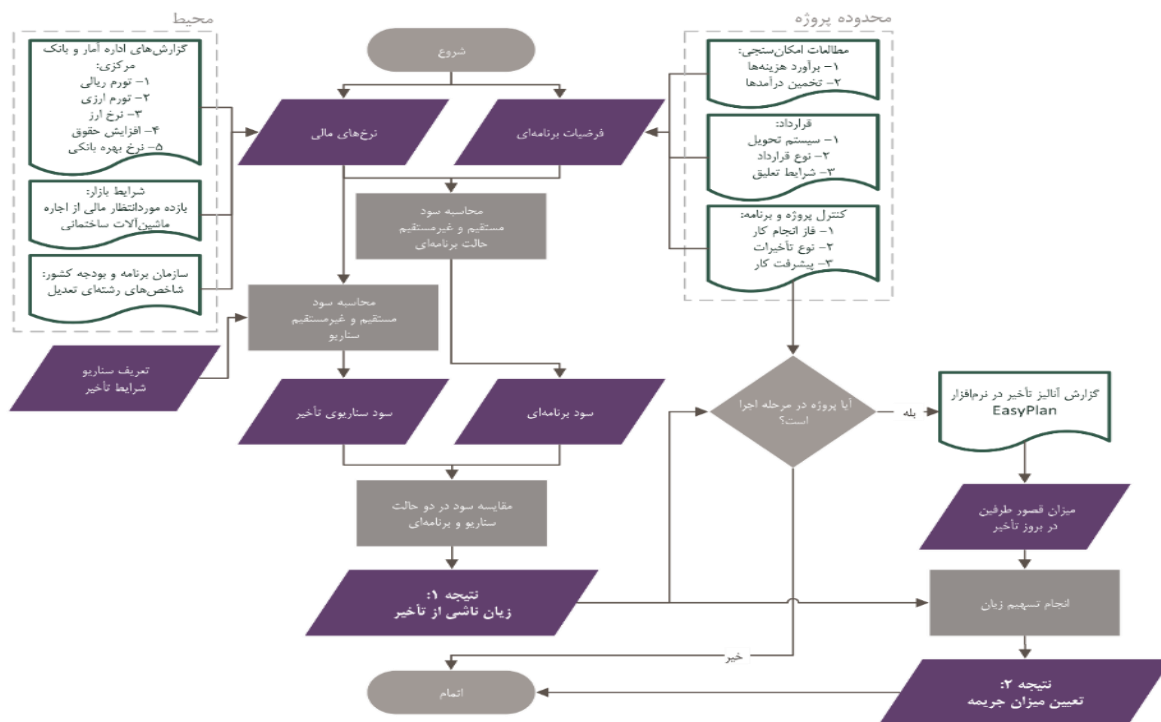 محدوده پروژه
محیط
شروع
مطالعات امکان‌سنجی:
۱- برآورد هزینه‌ها
۲- تخمین درآمدها
گزارش‌های اداره آمار و بانک
مرکزی:
۱- تورم ریالی
۲- تورم ارزی
۳- نرخ ارز
۴- افزایش حقوق
۵- نرخ بهره بانکی
فرضیات برنامه‌ای
نرخ‌های مالی
قرارداد:
۱- سیستم تحویل
۲- نوع قرارداد
۳- شرایط تعلیق
شرایط بازار:
بازده موردانتظار مالی از اجاره
ماشین‌آلات ساختمانی
محاسبه سود
مستقیم و غیرمستقیم
حالت برنامه‌ای
کنترل پروژه و برنامه:
۱- فاز انجام کار
۲- نوع تأخیرات
۳- پیشرفت کار
سازمان برنامه و بودجه کشور:
شاخص‌های رشته‌ای تعدیل
محاسبه سود
مستقیم و غیرمستقیم
سناریو
تعریف سناریو
شرایط تأخیر
سود برنامه‌ای
سود سناریوی تأخیر
آیا پروژه در مرحله اجرا
است؟
بله
گزارش آنالیز تأخیر در نرم‌افزار
EasyPlan
مقایسه سود در دو حالت
سناریو و برنامه‌ای
میزان قصور طرفین
در بروز تأخیر
نتیجه ۱:
زیان ناشی از تأخیر
انجام تسهیم زیان
خیر
اتمام
نتیجه ۲:
تعیین میزان جریمه